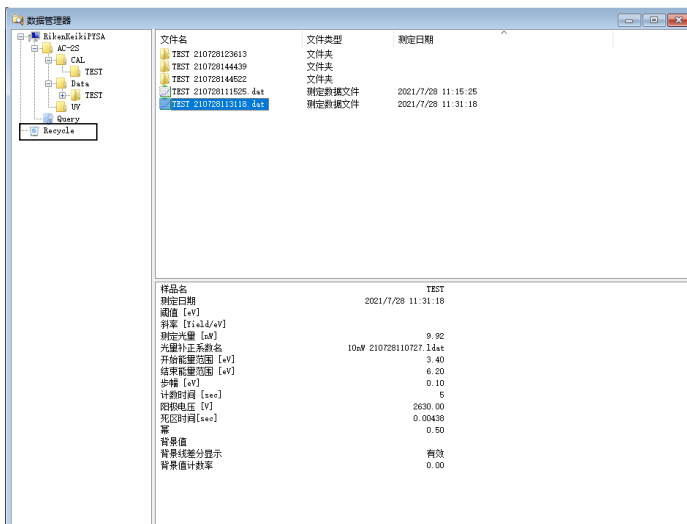 数据管理器
RikenKeikiPYSA
AC-2S
CAL
TEST
Data
TEST
UV
Query
Recycle
文件名 文件类型 测定日期
TEST 210728123613 文件夹
TEST 210728144439 文件夹
TEST 210728144522 文件夹
TEST 210728111525.dat 测定数据文件 2021/7/28 11:15:25
TEST 210728113118.dat 测定数据文件 2021/7/28 11:31:18
样品名 TEST
测定日期 2021/7/28 11:31:18
阈值 [eV]
斜率 [Yield/eV]
测定光量 [nW] 9.92
光量补正系数名 10nW 210728110727.ldat
开始能量范围 [eV] 3.40
结束能量范围 [eV] 6.20
步幅 [eV] 0.10
计数时间 [sec] 5
阳极电压 [V] 2630.00
死区时间[sec] 0.00438
幂 0.50
背景值
背景线差分显示 有效
背景值计数率 0.00